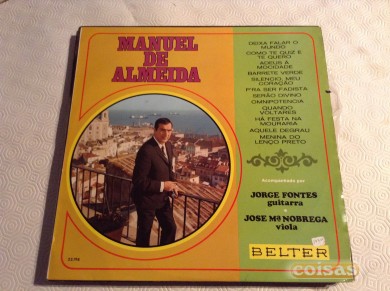 MANUEL
DE
ALMEIDA
DEIXA FALAR O
MUNDO
COMO TE QUIZ E
TE QUERO
ADEUS A
MOCIDADE
BARRETE VERDE
SILENCIO, MEU
CORAÇÃO
P'RA SER FADISTA
SERÃO DIVINO
OMNIPOTENCIA
QUANDO
VOLTARES
HÁ FESTA NA
MOURARIA
AQUELE DEGRAU
MENINA DO
LENÇO PRETO
Acompanhado por
JORGE FONTES
guitarra
e
JOSE Mª NOBREGA
viola
BELTER
coisas